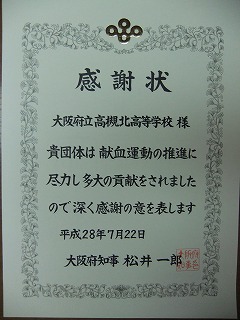 感謝状
大阪府立高槻北高等学校 様
貴団体は献血運動の推進に
尽力し多大の貢献をされました
ので深く感謝の意を表します
平成28年7月22日
大阪府知事 松井一郎